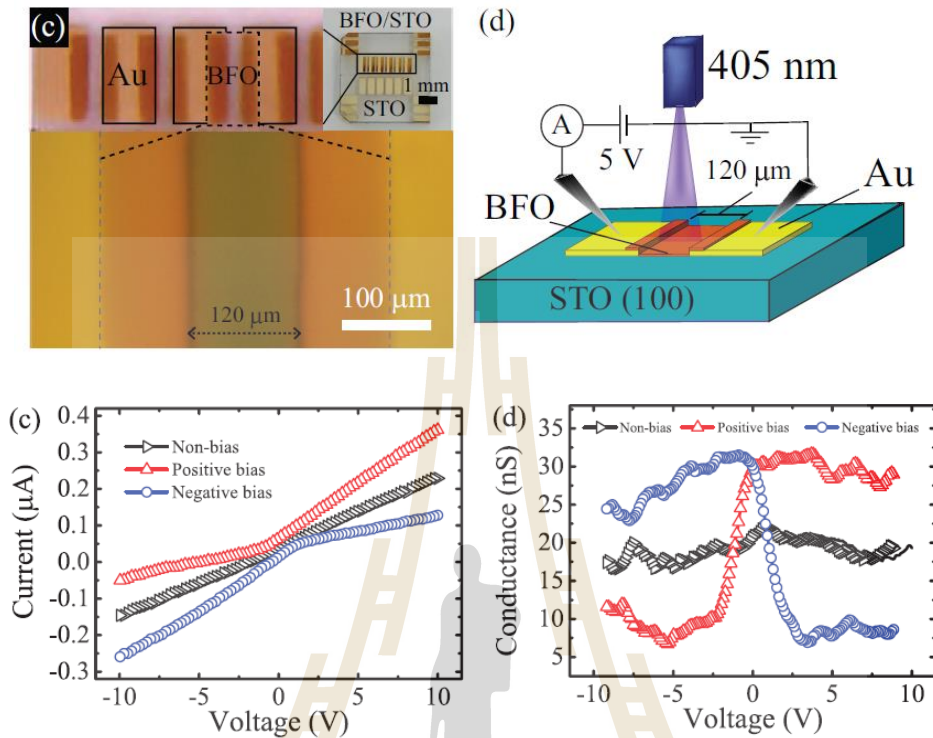 (c)
BFO/STO
Au
BFO
1 mm
STO
120 μm
100 μm
(d)
405 nm
A
5 V
120 μm
Au
BFO
STO (100)
(c)
0.4
0.3
0.2
0.1
0.0
-0.1
-0.2
-0.3
Non-bias
Positive bias
Negative bias
Current (μA)
-10 -5 0 5 10
Voltage (V)
(d)
35
30
25
20
15
10
5
Non-bias Positive bias Negative bias
Conductance (nS)
-10 -5 0 5 10
Voltage (V)